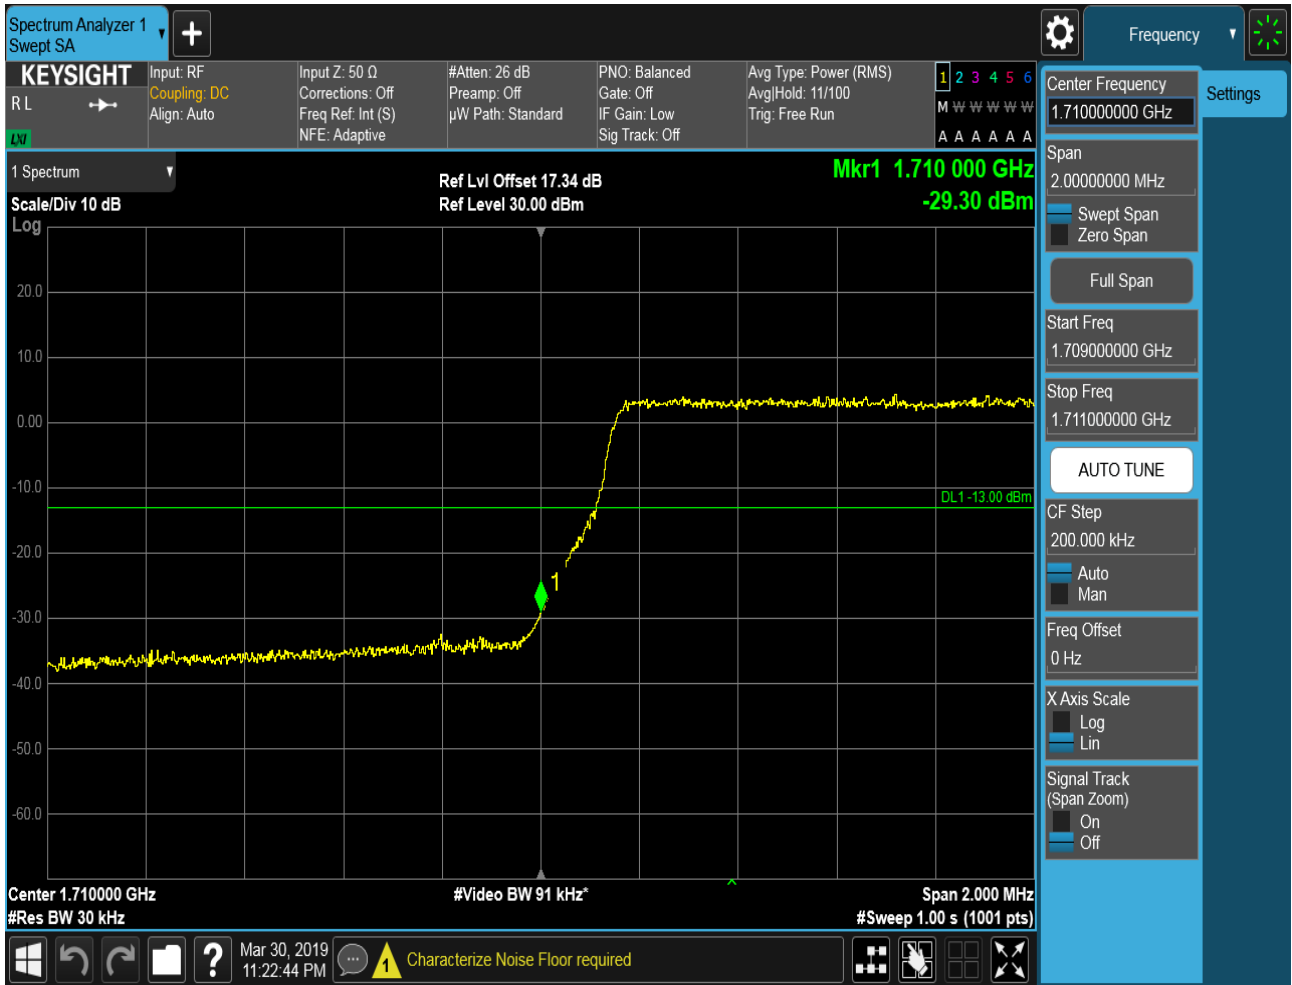 Spectrum Analyzer 1
Swept SA
Frequency
KEYSIGHT
R L
LXI
Input: RF
Coupling: DC
Align: Auto
Input Z: 50 Ω
Corrections: Off
Freq Ref: Int (S)
NFE: Adaptive
#Atten: 26 dB
Preamp: Off
µW Path: Standard
PNO: Balanced
Gate: Off
IF Gain: Low
Sig Track: Off
Avg Type: Power (RMS)
Avg|Hold: 11/100
Trig: Free Run
1 2 3 4 5 6
M W W W W W
A A A A A A
1 Spectrum
Scale/Div 10 dB
Log
Ref Lvl Offset 17.34 dB
Ref Level 30.00 dBm
Mkr1 1.710 000 GHz
-29.30 dBm
20.0
10.0
0.00
-10.0
-20.0
-30.0
-40.0
-50.0
-60.0
DL1 -13.00 dBm
1
Center 1.710000 GHz
#Res BW 30 kHz
#Video BW 91 kHz*
Span 2.000 MHz
#Sweep 1.00 s (1001 pts)
Center Frequency
1.710000000 GHz
Settings
Span
2.00000000 MHz
Swept Span
Zero Span
Full Span
Start Freq
1.709000000 GHz
Stop Freq
1.711000000 GHz
AUTO TUNE
CF Step
200.000 kHz
Auto
Man
Freq Offset
0 Hz
X Axis Scale
Log
Lin
Signal Track
(Span Zoom)
On
Off
?
Mar 30, 2019
11:22:44 PM
1
Characterize Noise Floor required